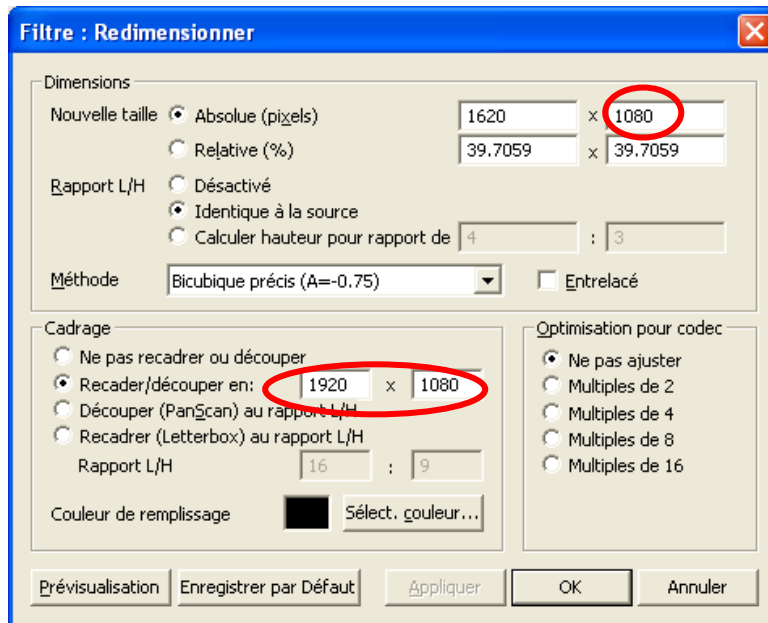 Filtre : Redimensionner
Dimensions
Nouvelle taille Absolue (pixels) 1620 x 1080
Relative (%) 39.7059 x 39.7059
Rapport L/H Désactivé
Identique à la source
Calculer hauteur pour rapport de 4 : 3
Méthode Bicubique précis (A=-0.75) Entrelacé
Cadrage
Ne pas recadrer ou découper
Recader/découper en: 1920 x 1080
Découper (PanScan) au rapport L/H
Recadrer (Letterbox) au rapport L/H
Rapport L/H 16 : 9
Couleur de remplissage Sélect. couleur...
Optimisation pour codec
Ne pas ajuster
Multiples de 2
Multiples de 4
Multiples de 8
Multiples de 16
Prévisualisation Enregistrer par Défaut Appliquer OK Annuler